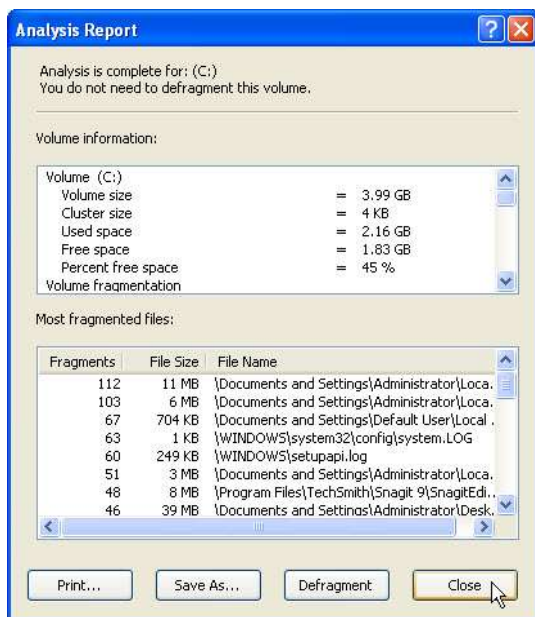 Analysis Report
Analysis is complete for: (C:)
You do not need to defragment this volume.
Volume information:
Volume (C:)
Volume size = 3.99 GB
Cluster size = 4 KB
Used space = 2.16 GB
Free space = 1.83 GB
Percent free space = 45 %
Volume fragmentation
Most fragmented files:
Fragments File Size File Name
112 11 MB \Documents and Settings\Administrator\Loca.
103 6 MB \Documents and Settings\Administrator\Loca.
67 704 KB \Documents and Settings\Default User\Local .
63 1 KB \WINDOWS\system32\config\system.LOG
60 249 KB \WINDOWS\setupapi.log
51 3 MB \Documents and Settings\Administrator\Loca.
48 8 MB \Program Files\TechSmith\Snagit 9\SnagitEdi..
46 39 MB \Documents and Settings\Administrator\Desk.
Print... Save As... Defragment Close